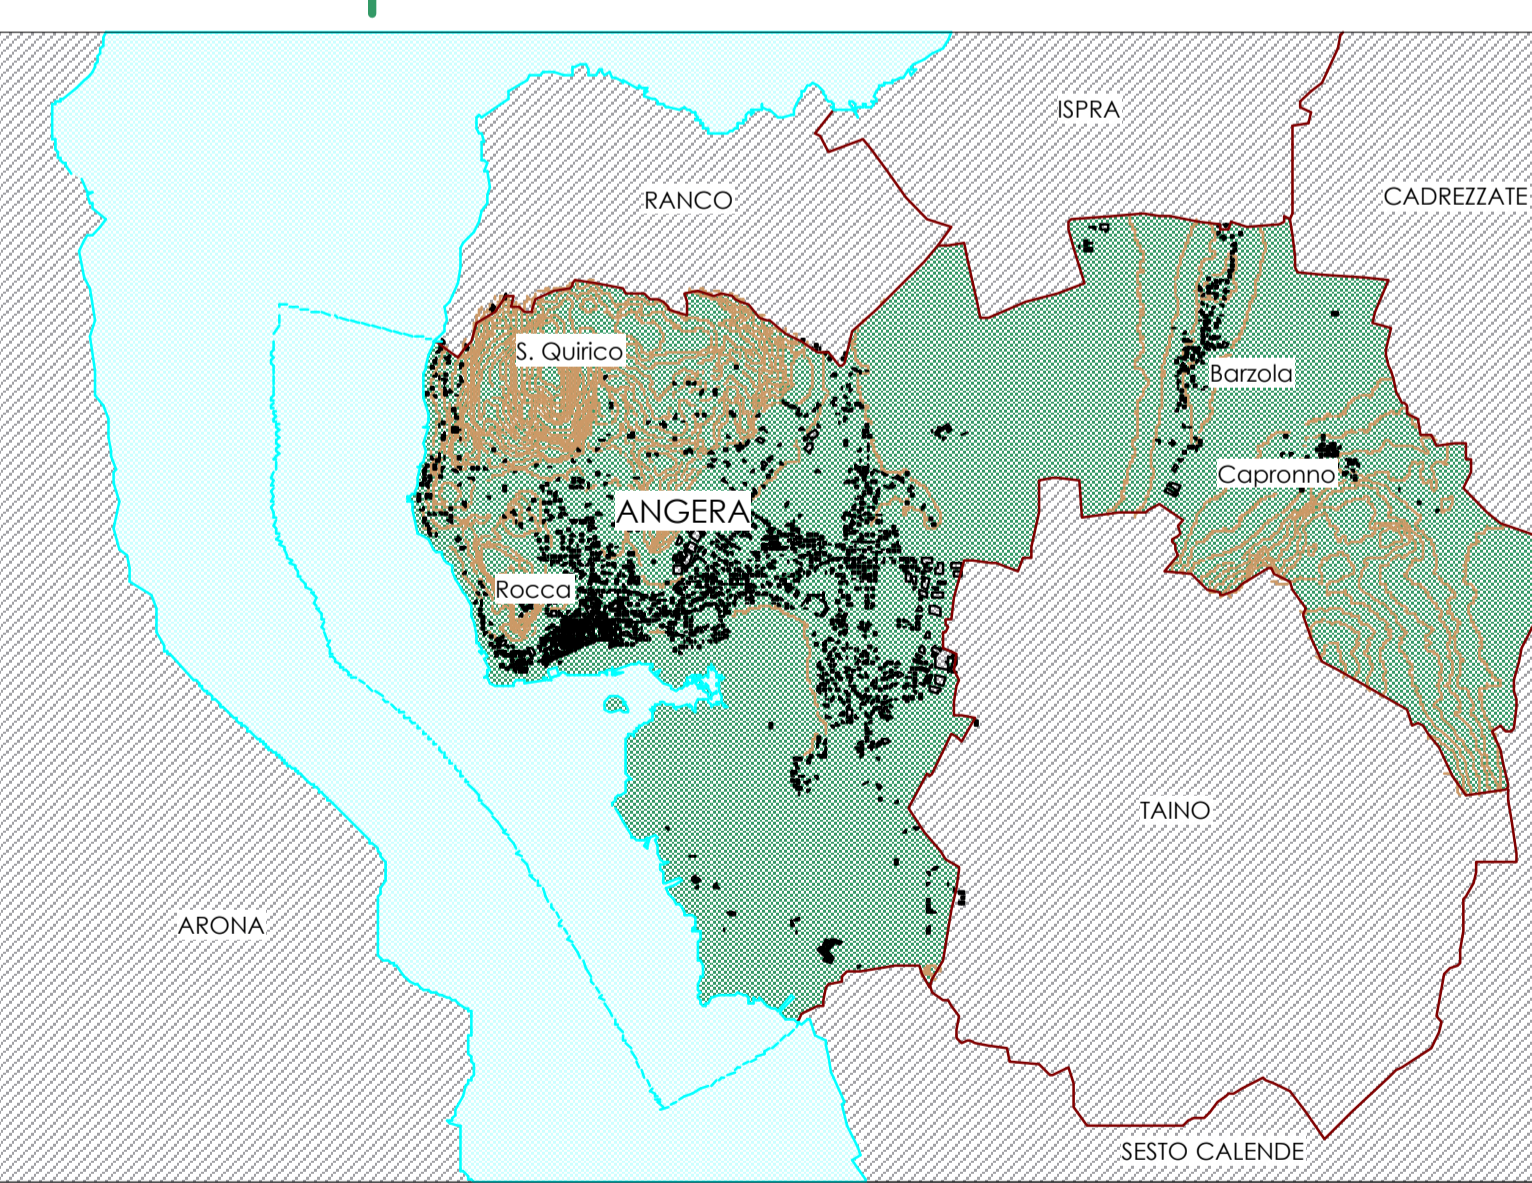 ISPRA
CADREZZATE
RANCO
S. Quirico
Barzola
Capronno
ANGERA
Rocca
TAINO
ARONA
SESTO CALENDE